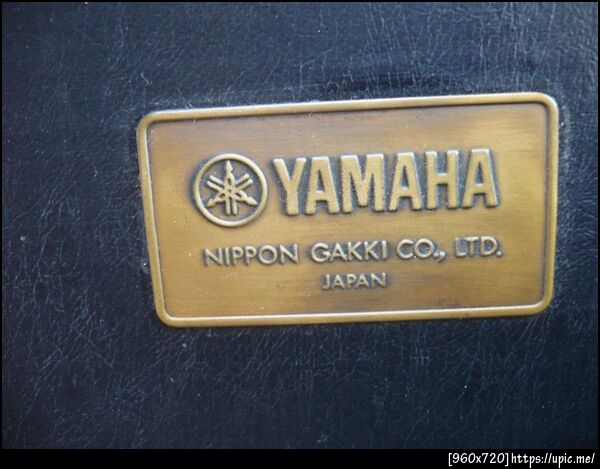 YAMAHA
NIPPON GAKKI CO., LTD.
JAPAN
[960x720]https://upic.me/